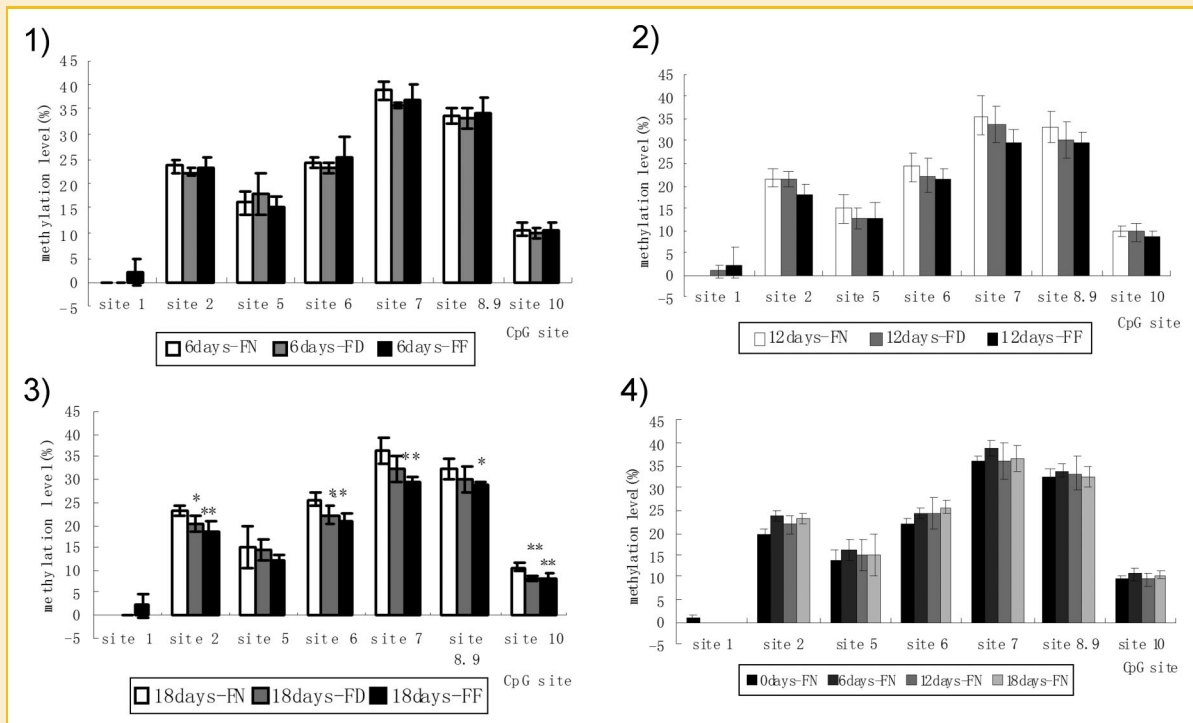 1)
methylation level(%)
45
40
35
30
25
20
15
10
5
0
-5
site 1 site 2 site 5 site 6 site 7 site 8.9 site 10
CpG site
6days-FN 6days-FD 6days-FF
2)
methylation level(%)
45
40
35
30
25
20
15
10
5
0
-5
site 1 site 2 site 5 site 6 site 7 site 8.9 site 10
CpG site
12days-FN 12days-FD 12days-FF
3)
methylation level(%)
45
40
35
30
25
20
15
10
5
0
-5
* ** ** ** * ** **
site 1 site 2 site 5 site 6 site 7 site 8.9 site 10
CpG site
18days-FN 18days-FD 18days-FF
4)
methylation level(%)
45
40
35
30
25
20
15
10
5
0
-5
site 1 site 2 site 5 site 6 site 7 site 8.9 site 10
CpG site
0days-FN 6days-FN 12days-FN 18days-FN